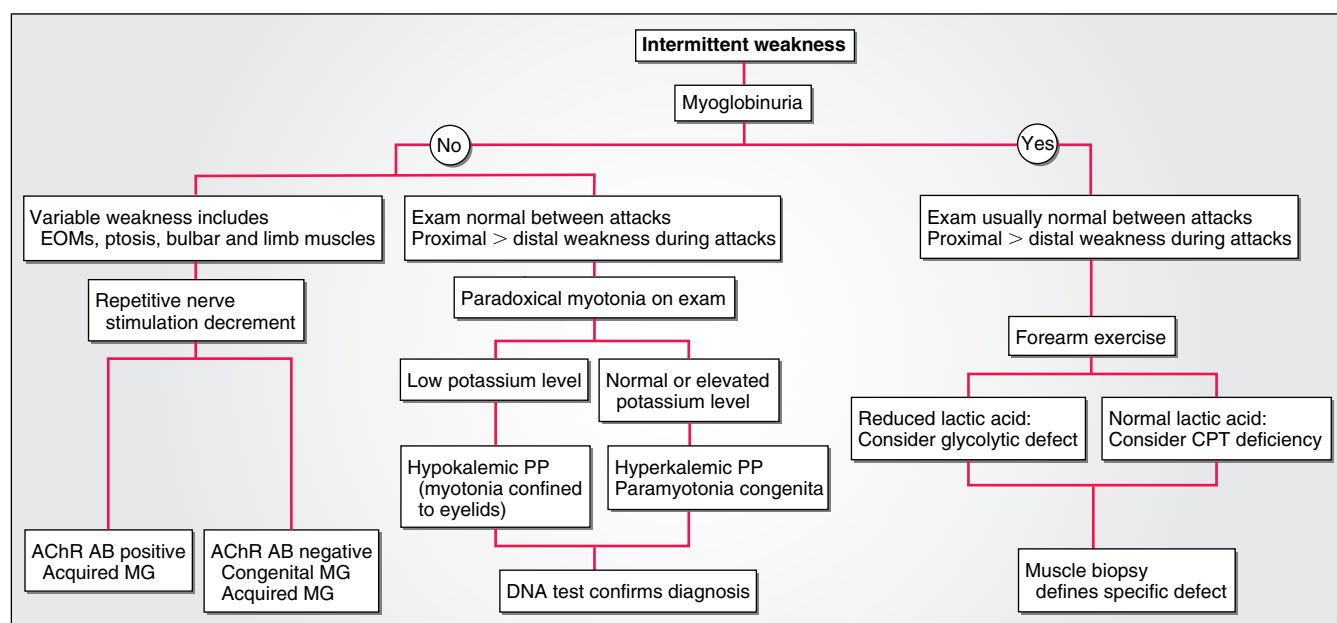 Intermittent weakness
Myoglobinuria
No
Yes
Variable weakness includes
EOMs, ptosis, bulbar and limb muscles
Exam normal between attacks
Proximal > distal weakness during attacks
Exam usually normal between attacks
Proximal > distal weakness during attacks
Repetitive nerve
stimulation decrement
Paradoxical myotonia on exam
Forearm exercise
Low potassium level
Normal or elevated
potassium level
Reduced lactic acid:
Consider glycolytic defect
Normal lactic acid:
Consider CPT deficiency
Hypokalemic PP
(myotonia confined
to eyelids)
Hyperkalemic PP
Paramyotonia congenita
AChR AB positive
Acquired MG
AChR AB negative
Congenital MG
Acquired MG
DNA test confirms diagnosis
Muscle biopsy
defines specific defect